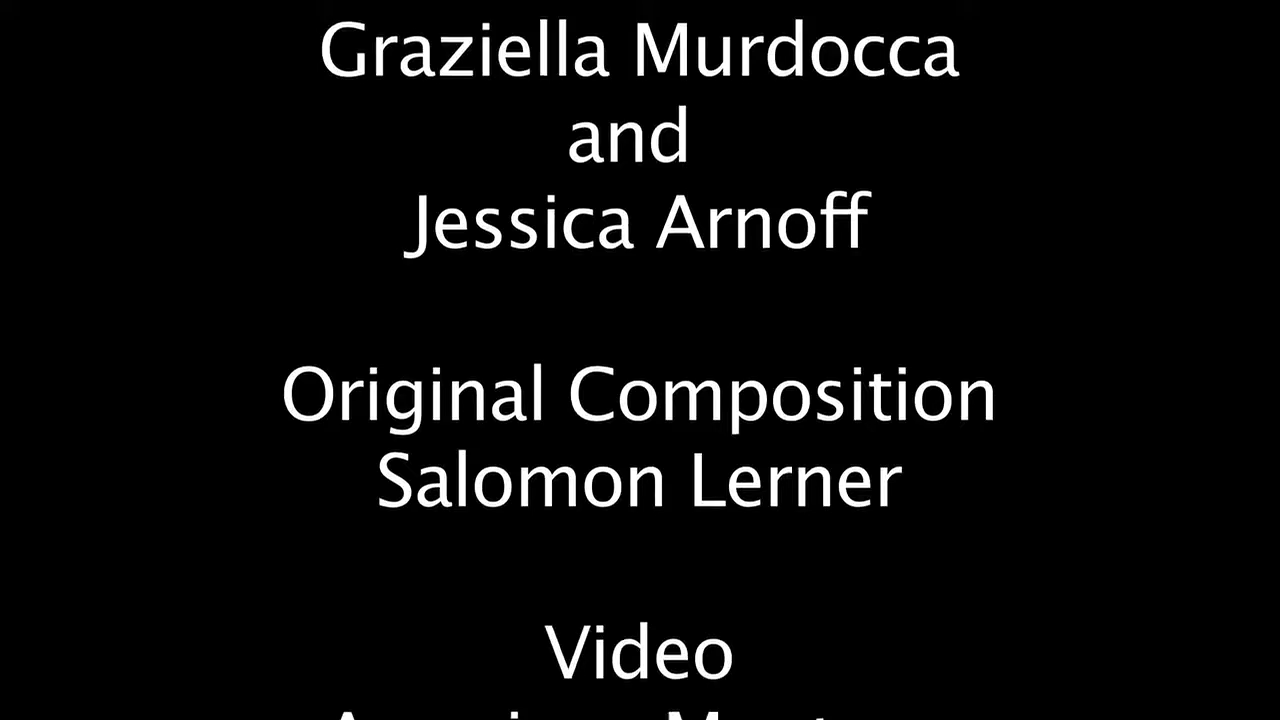 Graziella Murdocca
and
Jessica Arnoff
Original Composition
Salomon Lerner
Video